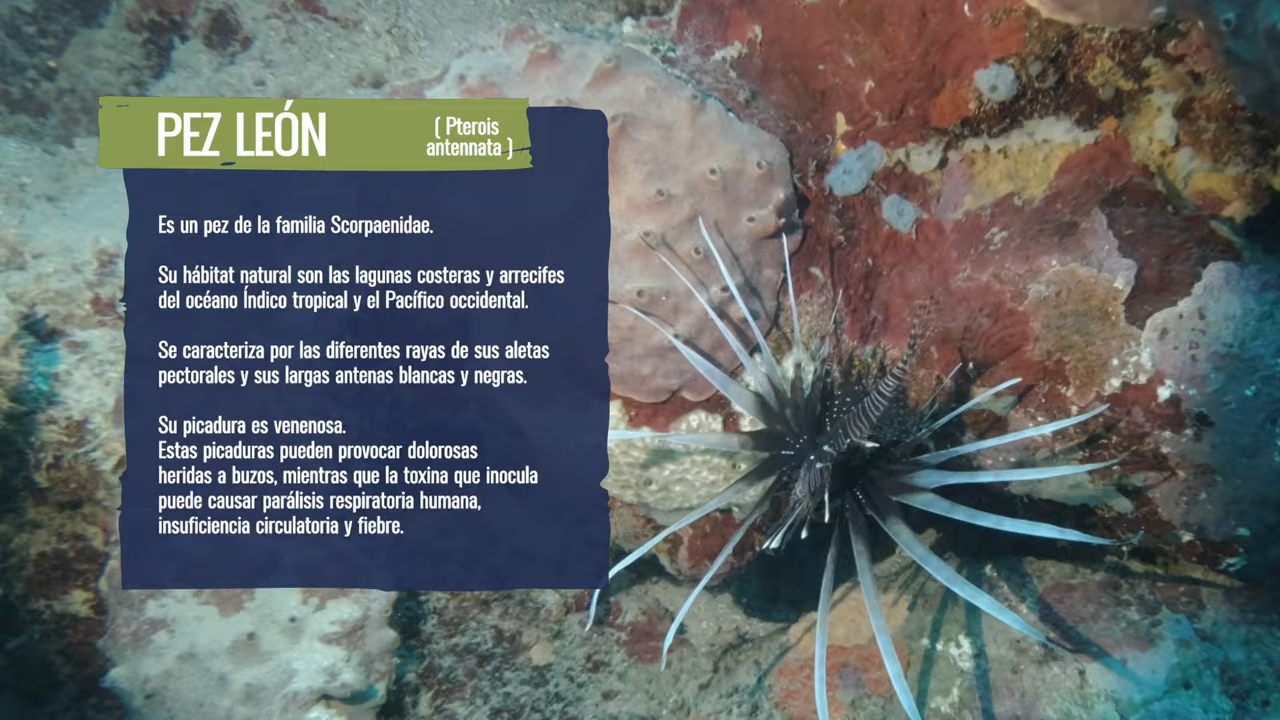 PEZ LEÓN
( Pterois
antennata )
Es un pez de la familia Scorpaenidae.
Su hábitat natural son las lagunas costeras y arrecifes
del océano Índico tropical y el Pacífico occidental.
Se caracteriza por las diferentes rayas de sus aletas
pectorales y sus largas antenas blancas y negras.
Su picadura es venenosa.
Estas picaduras pueden provocar dolorosas
heridas a buzos, mientras que la toxina que inocula
puede causar parálisis respiratoria humana,
insuficiencia circulatoria y fiebre.